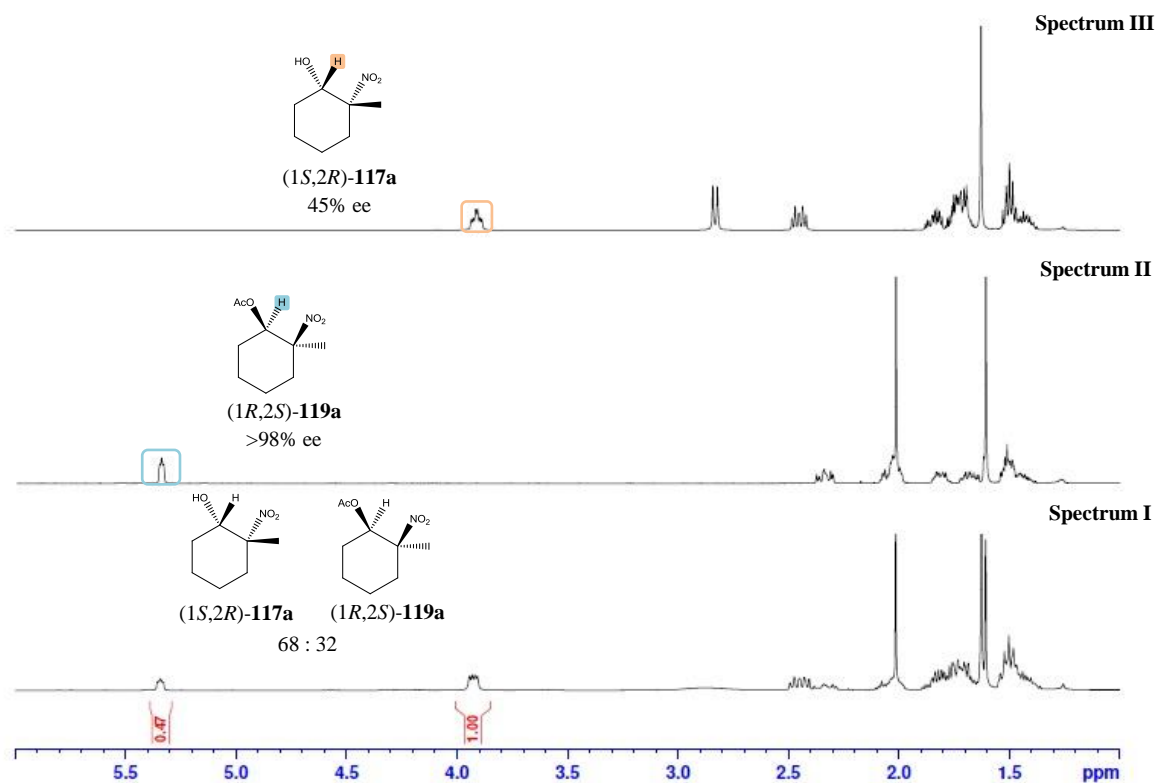 Spectrum III
HO
H
NO2
(1S,2R)-117a
45% ee
Spectrum II
AcO
H
NO2
(1R,2S)-119a
>98% ee
Spectrum I
HO
H
NO2
AcO
H
NO2
(1S,2R)-117a
(1R,2S)-119a
68 : 32
0.47
1.00
5.5 5.0 4.5 4.0 3.5 3.0 2.5 2.0 1.5 ppm